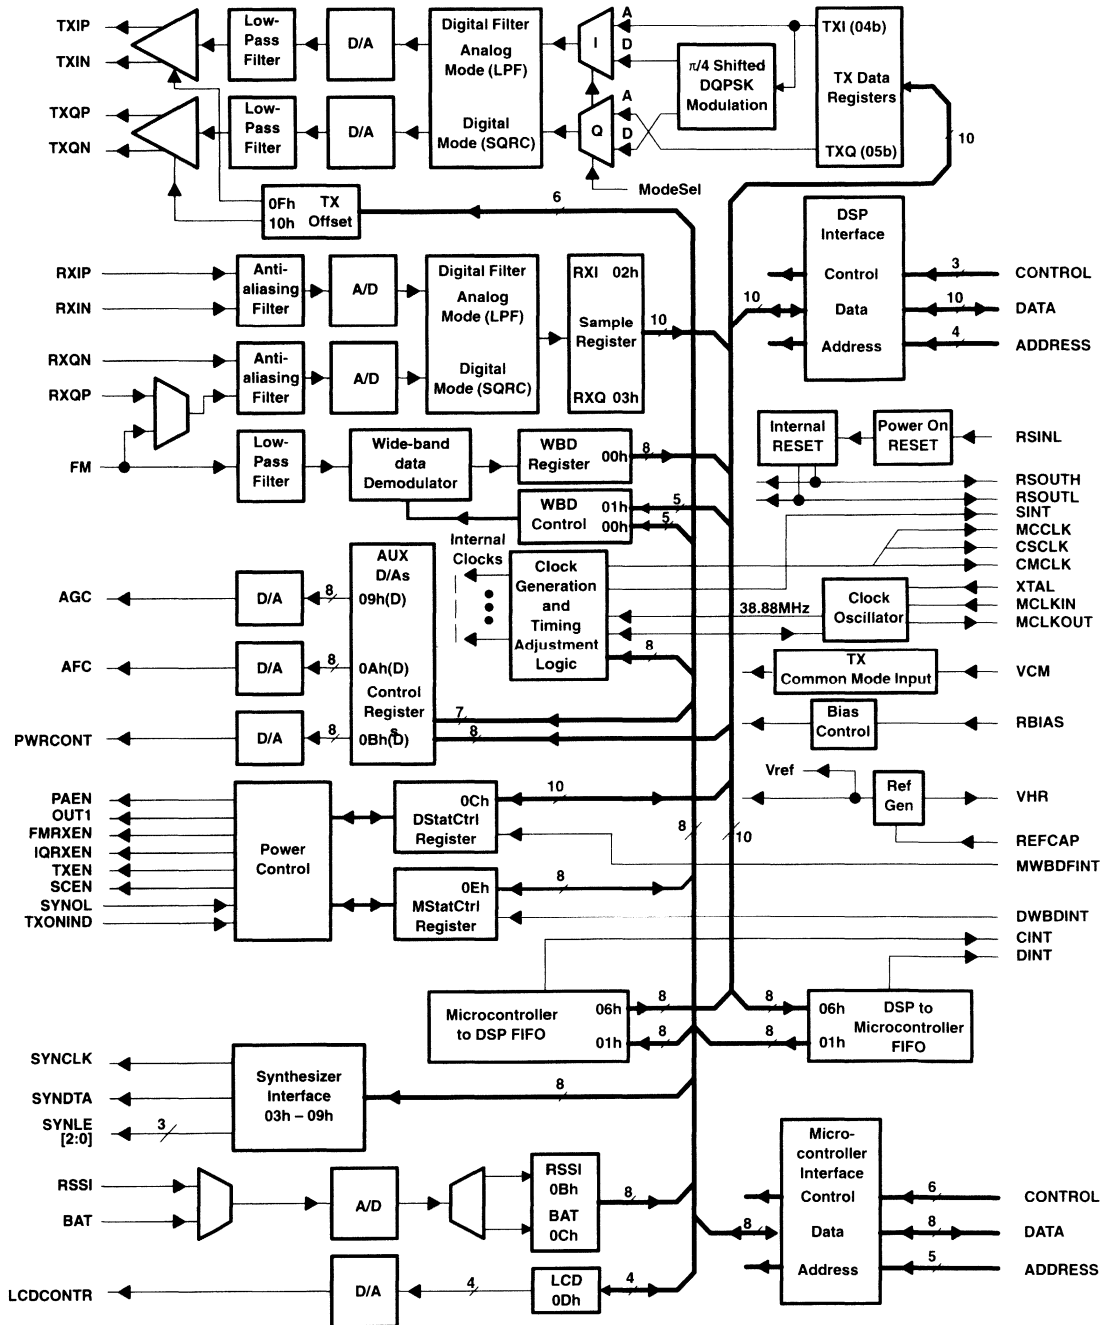 TXIP
TXIN
TXQP
TXQN
Low-
Pass
Filter
D/A
Digital Filter
Analog
Mode (LPF)
Digital
Mode (SQRC)
I
A
D
Q
A
D
π/4 Shifted
DQPSK
Modulation
TXI (04b)
TX Data
Registers
TXQ (05b)
10
Low-
Pass
Filter
D/A
ModeSel
0Fh
10h
TX
Offset
6
DSP
Interface
Control
Data
Address
3
10
10
4
CONTROL
DATA
ADDRESS
RXIP
RXIN
RXQN
RXQP
FM
Anti-
aliasing
Filter
A/D
Digital Filter
Analog
Mode (LPF)
Digital
Mode (SQRC)
RXI 02h
Sample
Register
RXQ 03h
10
Anti-
aliasing
Filter
A/D
Low-
Pass
Filter
Wide-band
data
Demodulator
WBD
Register
00h
8
WBD
Control
01h
00h
5
5
Internal
RESET
Power On
RESET
RSINL
RSOUTH
RSOUTL
SINT
MCCLK
CSCLK
CMCLK
XTAL
MCLKIN
MCLKOUT
VCM
RBIAS
Internal
Clocks
Clock
Generation
and
Timing
Adjustment
Logic
8
38.88MHz
Clock
Oscillator
TX
Common Mode Input
Bias
Control
AGC
AFC
PWRCONT
D/A
8
D/A
8
D/A
8
AUX
D/As
09h(D)
0Ah(D)
Control
Register
s
0Bh(D)
7
8
Vref
Ref
Gen
VHR
REFCAP
MWBDFINT
DWBDINT
CINT
DINT
PAEN
OUT1
FMRXEN
IQRXEN
TXEN
SCEN
SYNOL
TXONIND
Power
Control
0Ch
DStatCtrl
Register
10
0Eh
MStatCtrl
Register
8
8
10
Microcontroller
to DSP FIFO
06h
01h
8
8
8
8
06h
01h
DSP to
Microcontroller
FIFO
SYNCLK
SYNDTA
SYNLE
[2:0]
3
Synthesizer
Interface
03h – 09h
8
RSSI
BAT
A/D
RSSI
0Bh
BAT
0Ch
8
LCDCONTR
D/A
4
LCD
0Dh
4
Micro-
controller
Interface
Control
Data
Address
8
6
8
5
CONTROL
DATA
ADDRESS